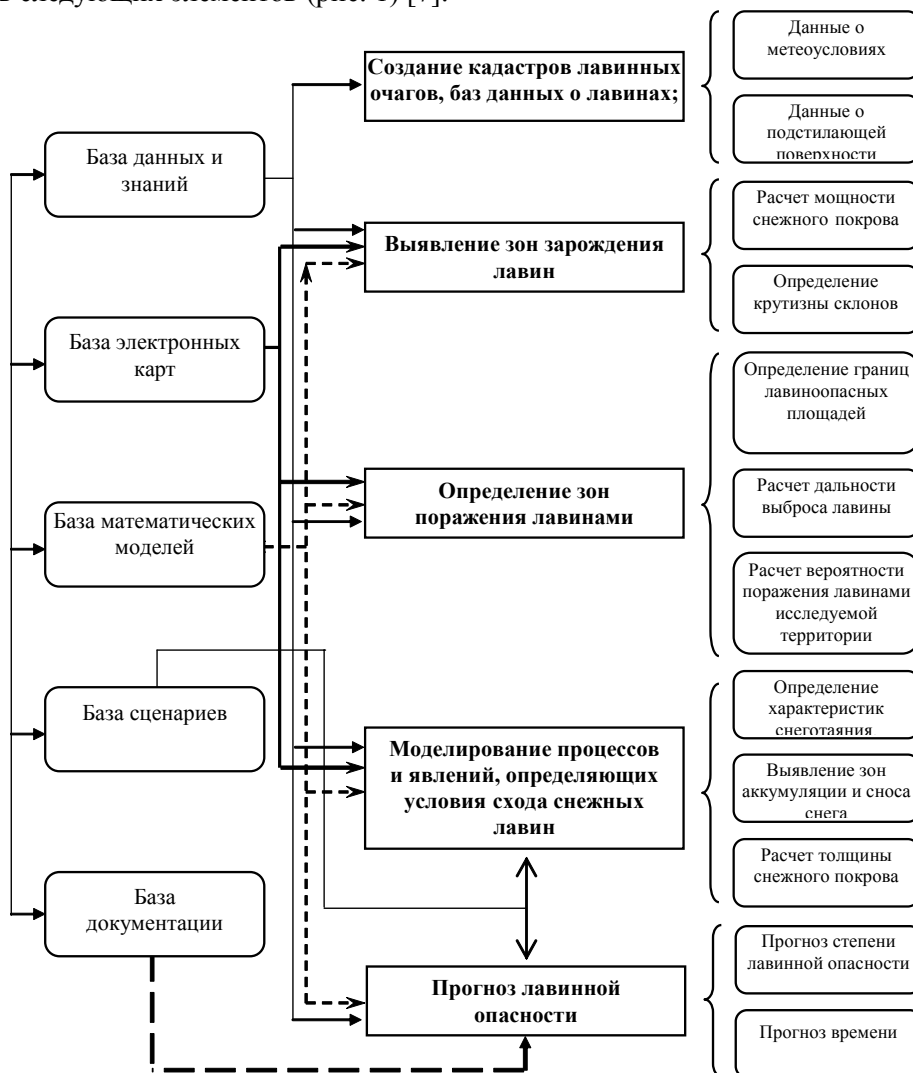 в следующих элементов (рис. 1) [7].
База данных и
знаний
База электронных
карт
База математических
моделей
База сценариев
База
документации
Создание кадастров лавинных
очагов, баз данных о лавинах;
Выявление зон зарождения
лавин
Определение зон
поражения лавинами
Моделирование процессов
и явлений, определяющих
условия схода снежных
лавин
Прогноз лавинной
опасности
Данные о
метеоусловиях
Данные о
подстилающей
поверхности
Расчет мощности
снежного покрова
Определение
крутизны склонов
Определение границ
лавиноопасных
площадей
Расчет дальности
выброса лавины
Расчет вероятности
поражения лавинами
исследуемой
территории
Определение
характеристик
снеготаяния
Выявление зон
аккумуляции и сноса
снега
Расчет толщины
снежного покрова
Прогноз степени
лавинной опасности
Прогноз времени